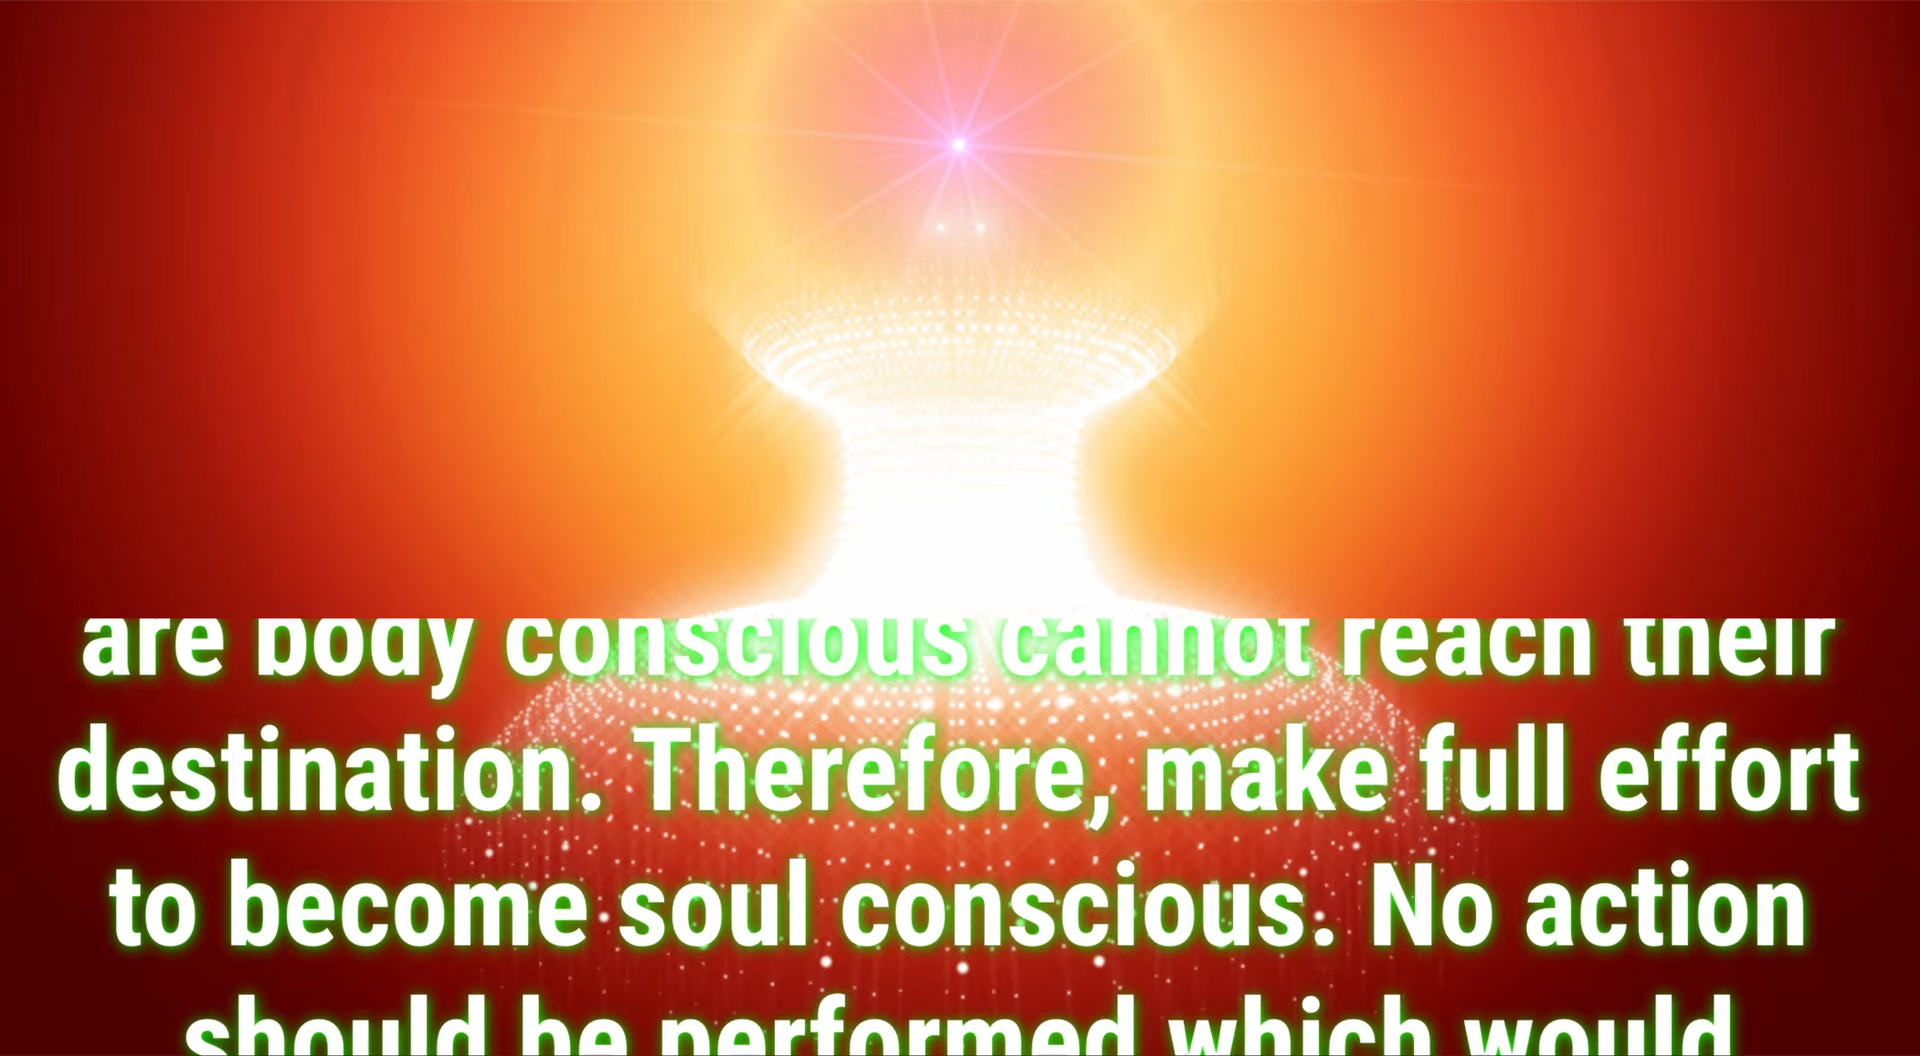 are body conscious cannot reach their
destination. Therefore, make full effort
to become soul conscious. No action
should be performed which would